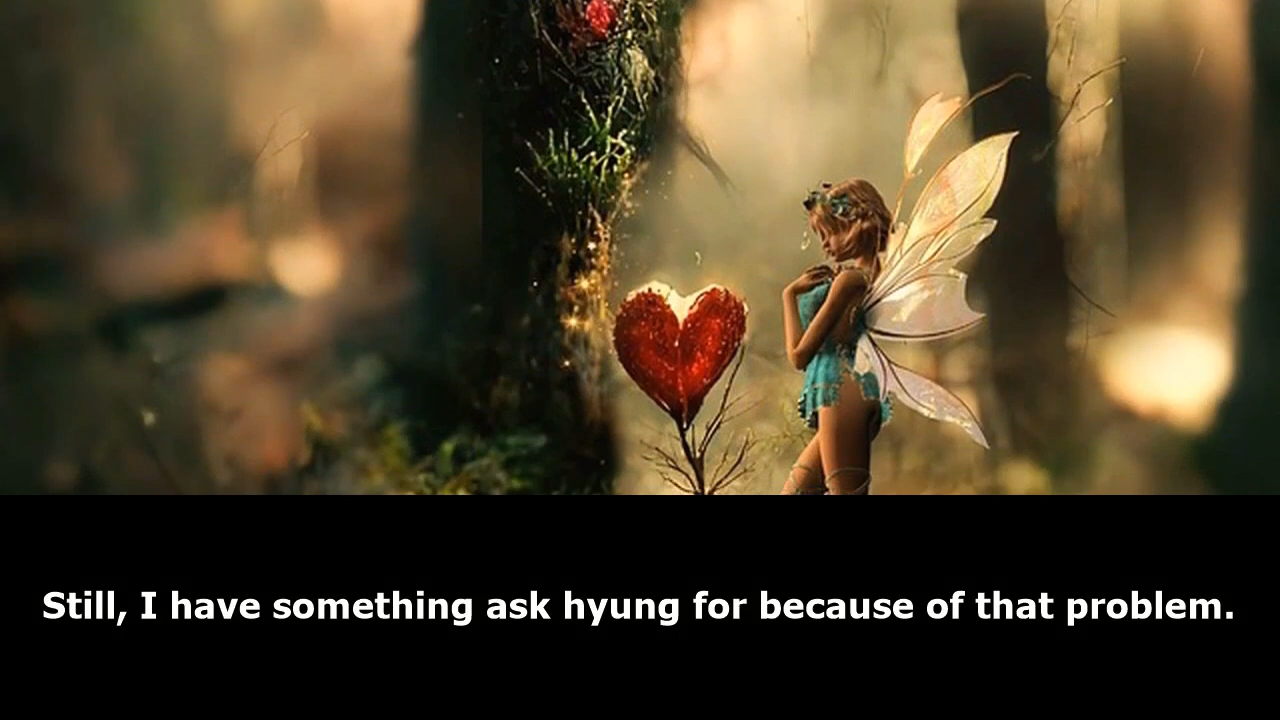 Still, I have something ask hyung for because of that problem.